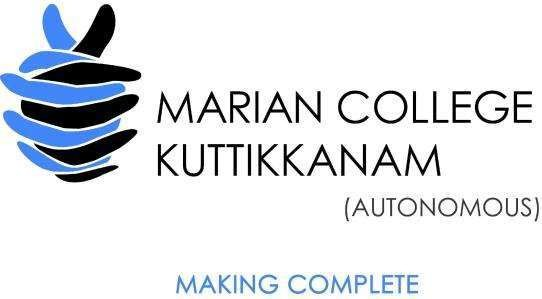 MARIAN COLLEGE
KUTTIKKANAM
(AUTONOMOUS)
MAKING COMPLETE